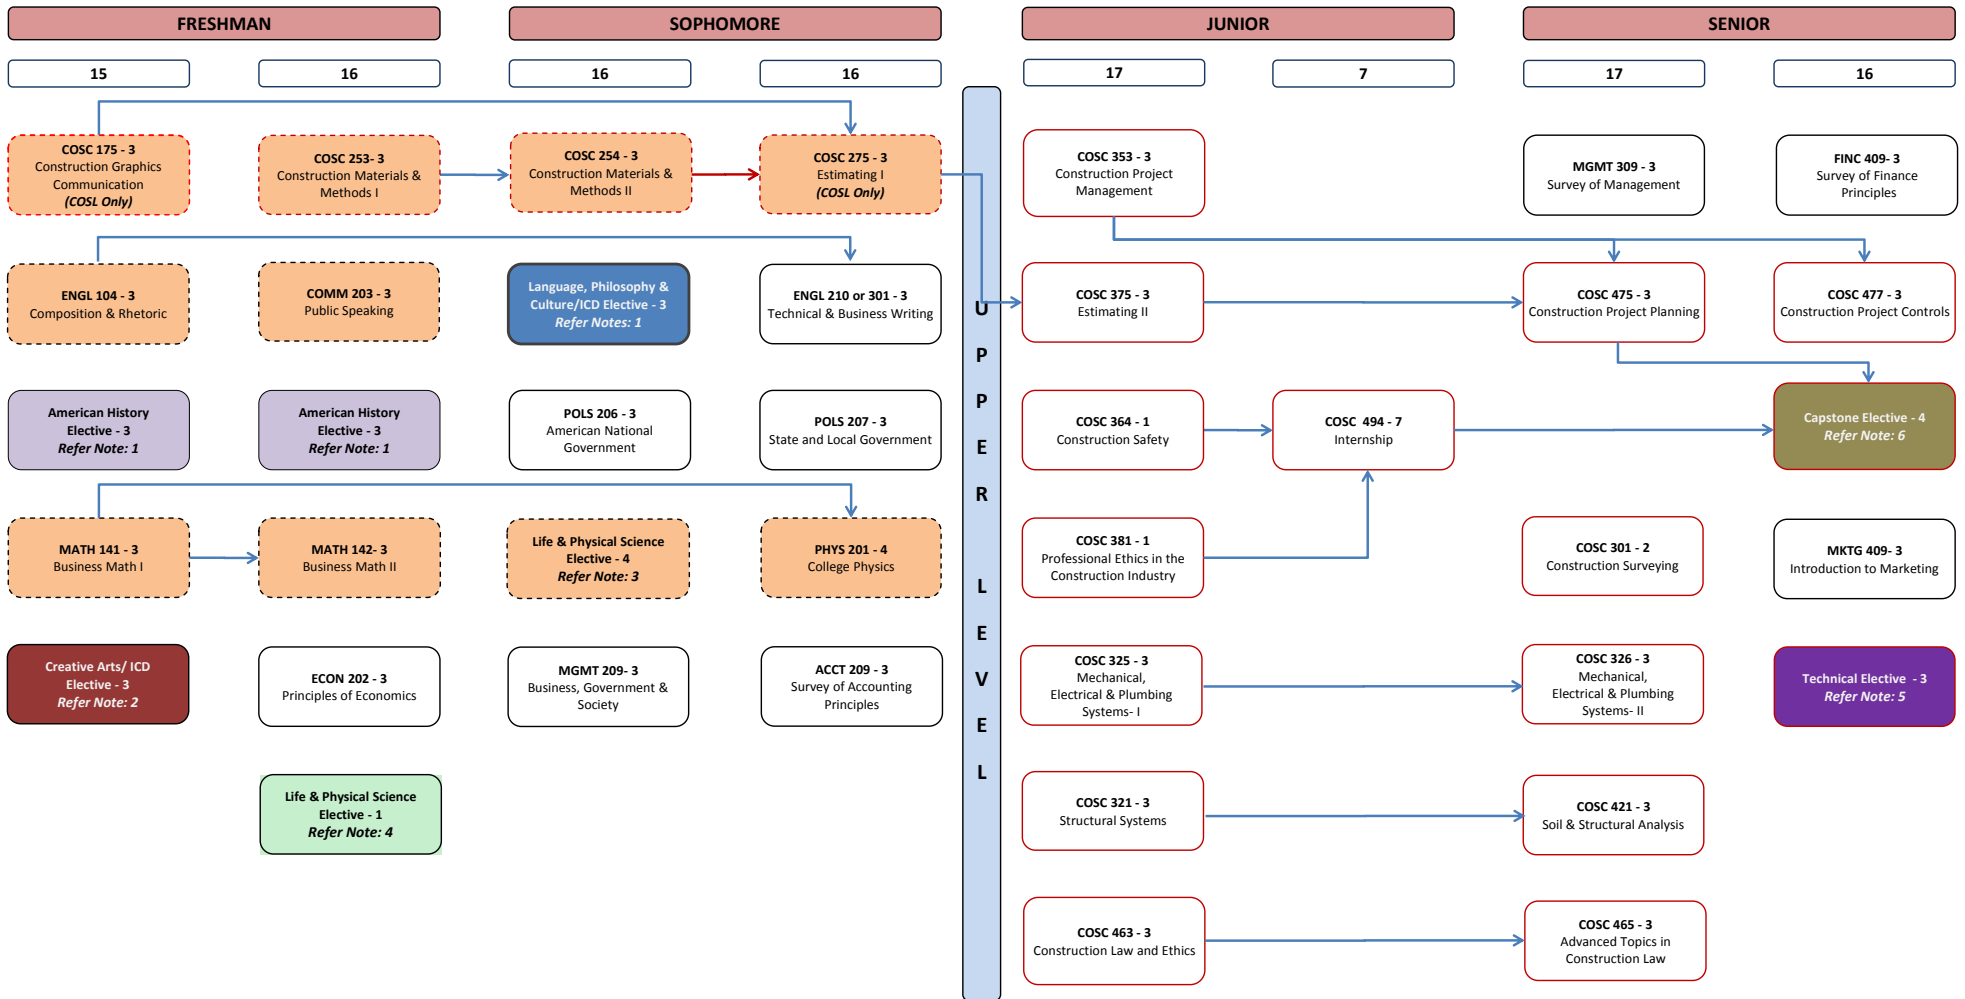 FRESHMAN
SOPHOMORE
JUNIOR
SENIOR
15
16
16
16
17
7
17
16
COSC 175 - 3
Construction Graphics
Communication
(COSL Only)
COSC 253- 3
Construction Materials &
Methods I
COSC 254 - 3
Construction Materials &
Methods II
COSC 275 - 3
Estimating I
(COSL Only)
COSC 353 - 3
Construction Project
Management
MGMT 309 - 3
Survey of Management
FINC 409- 3
Survey of Finance
Principles
ENGL 104 - 3
Composition & Rhetoric
COMM 203 - 3
Public Speaking
Language, Philosophy &
Culture/ICD Elective - 3
Refer Notes: 1
ENGL 210 or 301 - 3
Technical & Business Writing
COSC 375 - 3
Estimating II
COSC 475 - 3
Construction Project Planning
COSC 477 - 3
Construction Project Controls
American History
Elective - 3
Refer Note: 1
American History
Elective - 3
Refer Note: 1
POLS 206 - 3
American National
Government
POLS 207 - 3
State and Local Government
COSC 364 - 1
Construction Safety
COSC 494 - 7
Internship
Capstone Elective - 4
Refer Note: 6
MATH 141 - 3
Business Math I
MATH 142- 3
Business Math II
Life & Physical Science
Elective - 4
Refer Note: 3
PHYS 201 - 4
College Physics
COSC 381 - 1
Professional Ethics in the
Construction Industry
COSC 301 - 2
Construction Surveying
MKTG 409- 3
Introduction to Marketing
Creative Arts/ ICD
Elective - 3
Refer Note: 2
ECON 202 - 3
Principles of Economics
MGMT 209- 3
Business, Government &
Society
ACCT 209 - 3
Survey of Accounting
Principles
COSC 325 - 3
Mechanical,
Electrical & Plumbing
Systems- I
COSC 326 - 3
Mechanical,
Electrical & Plumbing
Systems- II
Technical Elective - 3
Refer Note: 5
Life & Physical Science
Elective - 1
Refer Note: 4
COSC 321 - 3
Structural Systems
COSC 421 - 3
Soil & Structural Analysis
COSC 463 - 3
Construction Law and Ethics
COSC 465 - 3
Advanced Topics in
Construction Law
U
P
P
E
R
L
E
V
E
L